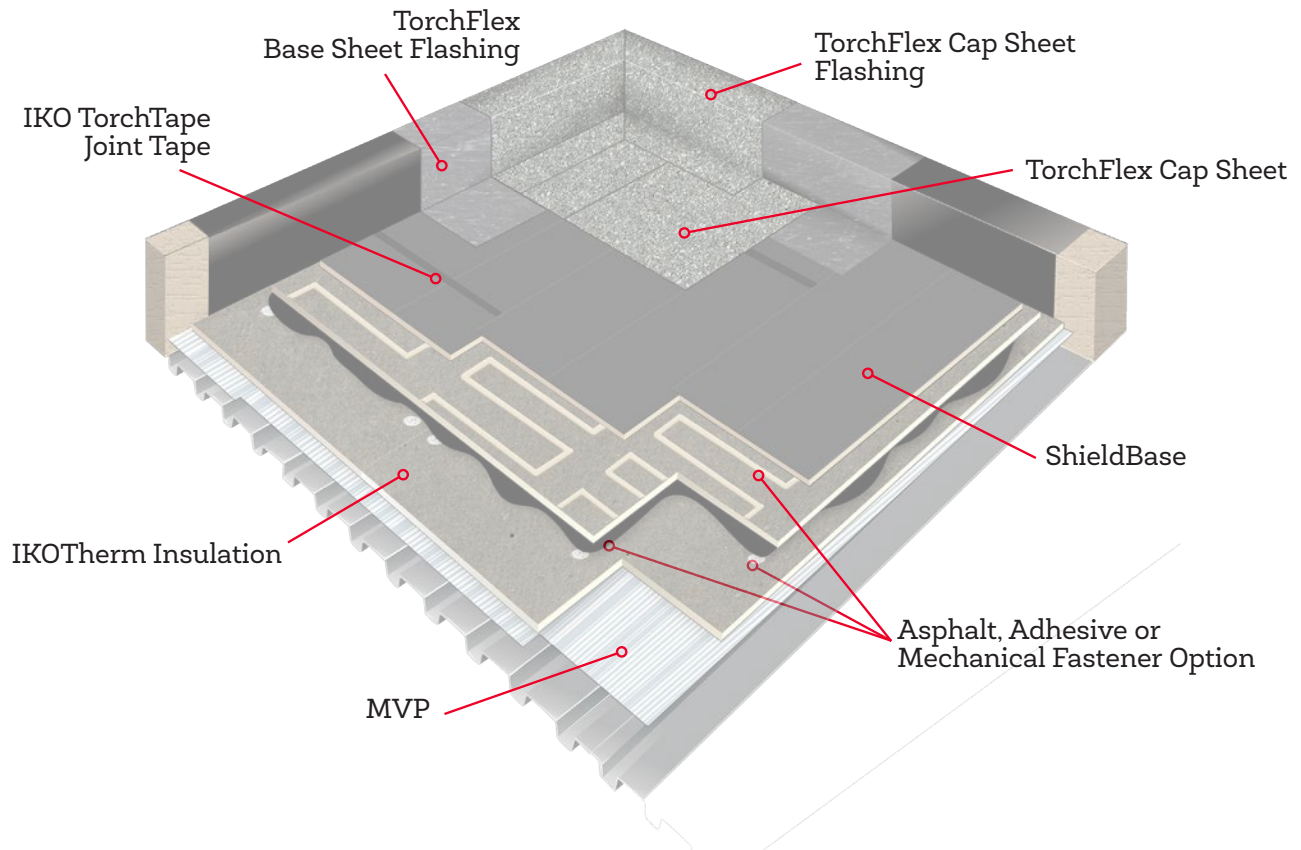 TorchFlex
Base Sheet Flashing
TorchFlex Cap Sheet
Flashing
IKO TorchTape
Joint Tape
TorchFlex Cap Sheet
ShieldBase
IKOTherm Insulation
Asphalt, Adhesive or
Mechanical Fastener Option
MVP